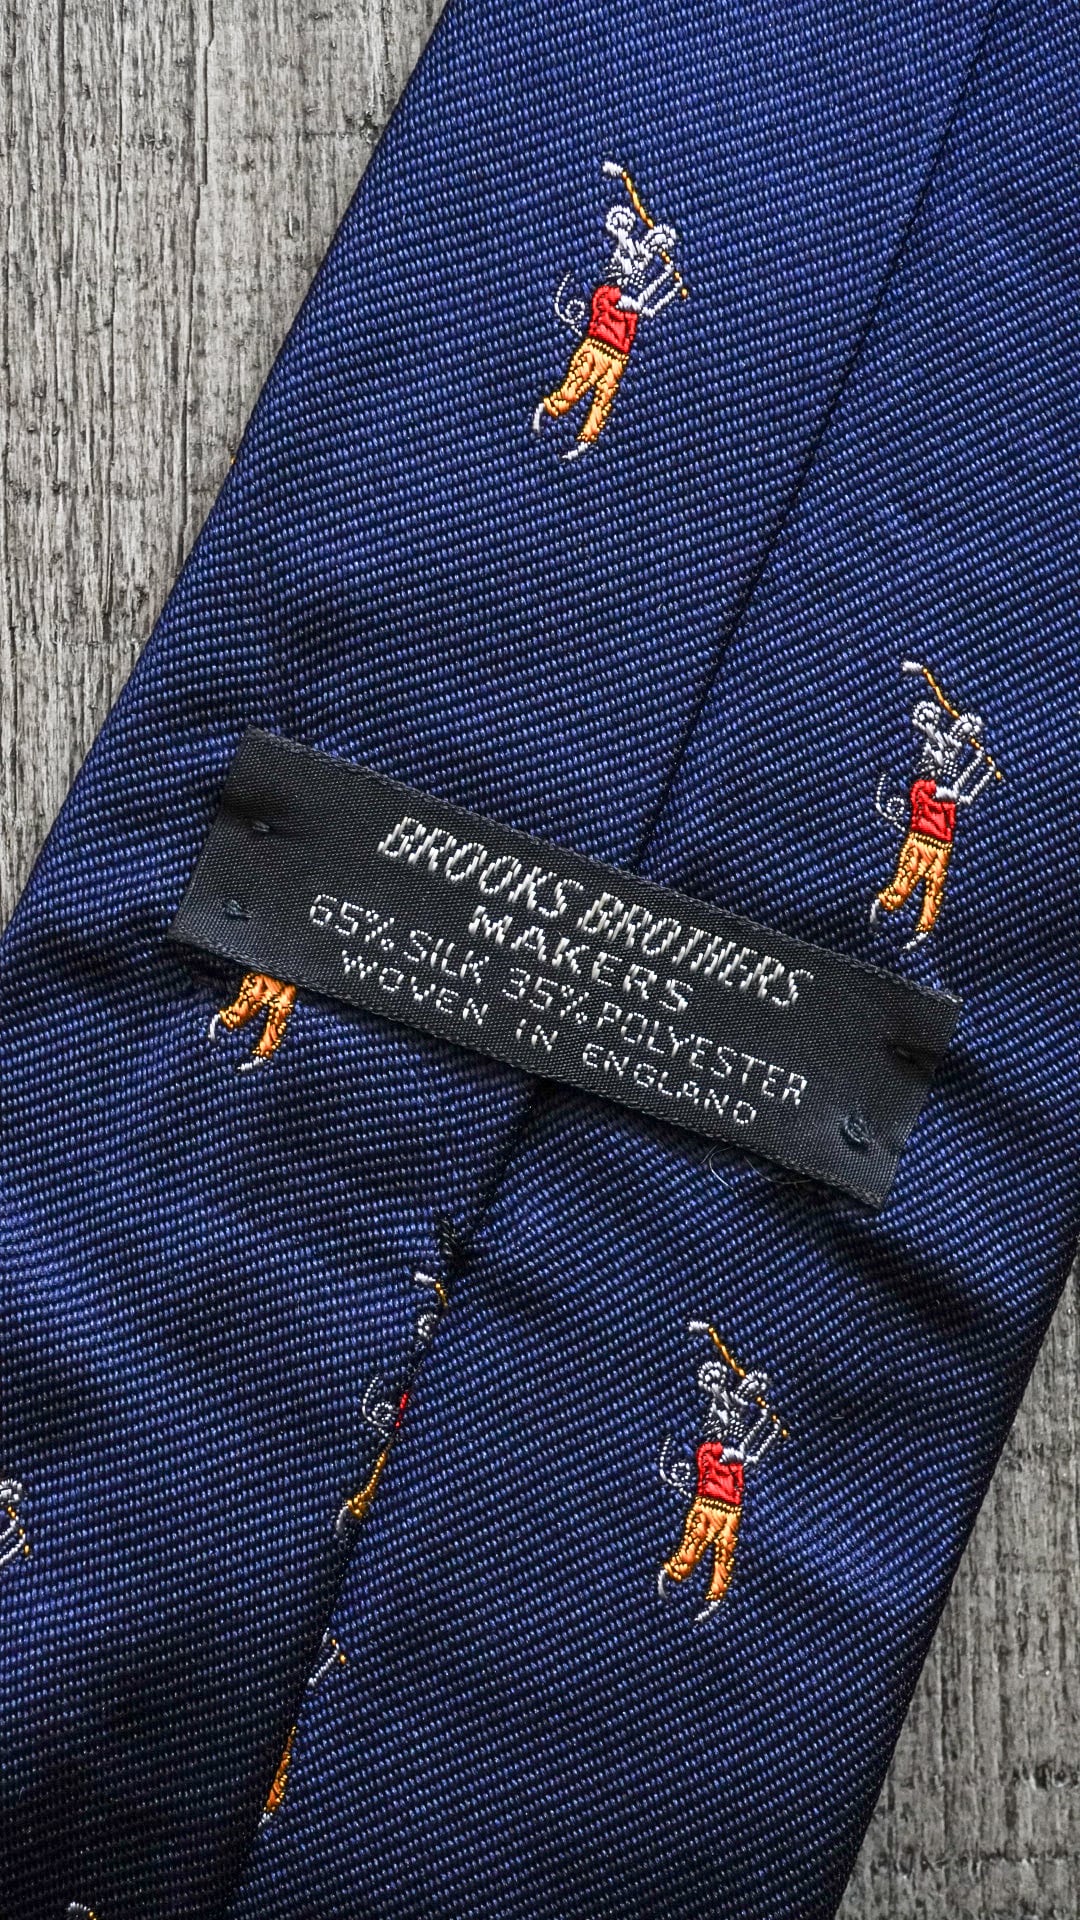 BROOKS BROTHERS
MAKERS
65% SILK 35% POLYESTER
WOVEN IN ENGLAND